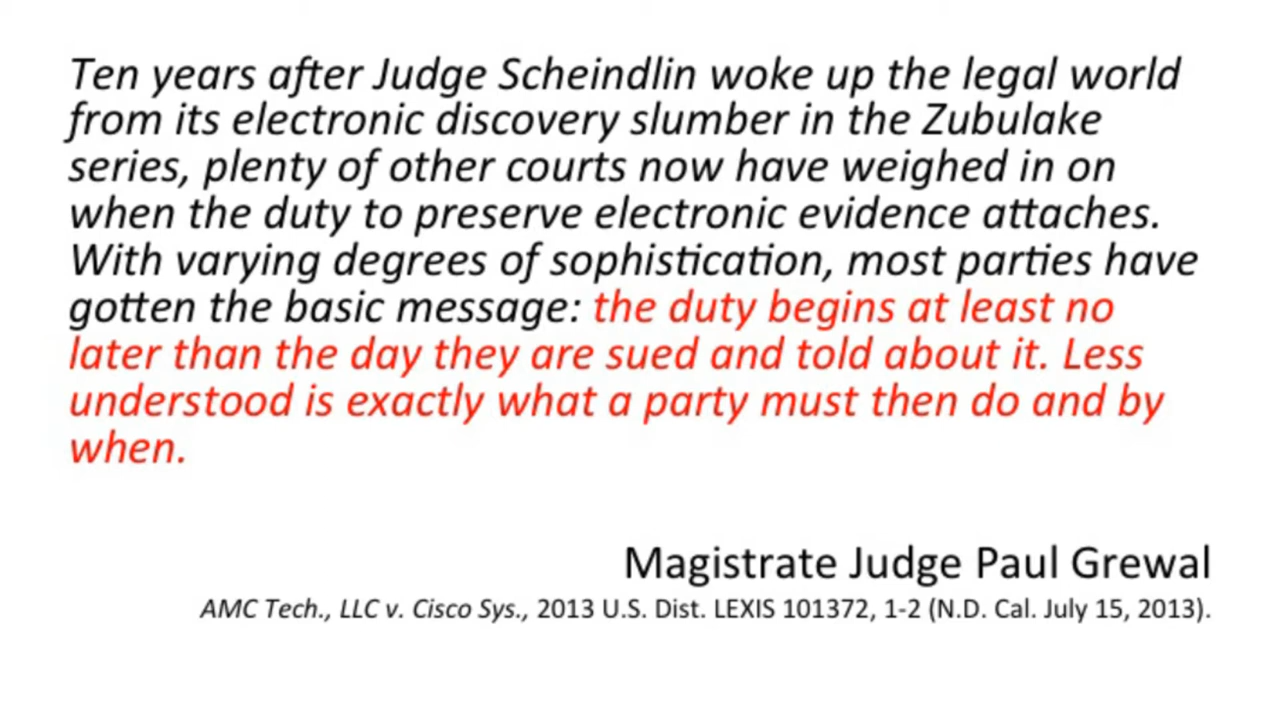 Ten years after Judge Scheindlin woke up the legal world
from its electronic discovery slumber in the Zubulake
series, plenty of other courts now have weighed in on
when the duty to preserve electronic evidence attaches.
With varying degrees of sophistication, most parties have
gotten the basic message: the duty begins at least no
later than the day they are sued and told about it. Less
understood is exactly what a party must then do and by
when.
Magistrate Judge Paul Grewal
AMC Tech., LLC v. Cisco Sys., 2013 U.S. Dist. LEXIS 101372, 1-2 (N.D. Cal. July 15, 2013).